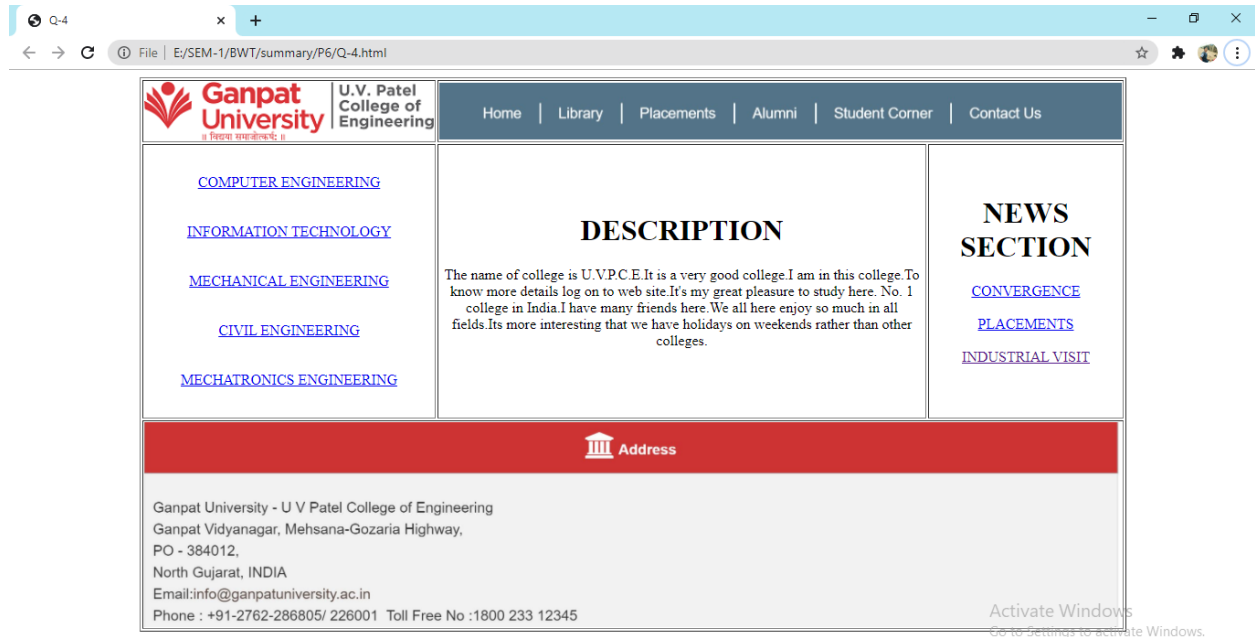 Q-4
File | E:/SEM-1/BWT/summary/P6/Q-4.html
Ganpat
University
॥ विद्यया समाजोत्कर्षः ॥
U.V. Patel
College of
Engineering
Home | Library | Placements | Alumni | Student Corner | Contact Us
COMPUTER ENGINEERING
INFORMATION TECHNOLOGY
MECHANICAL ENGINEERING
CIVIL ENGINEERING
MECHATRONICS ENGINEERING
DESCRIPTION
The name of college is U.V.P.C.E.It is a very good college.I am in this college.To
know more details log on to web site.It's my great pleasure to study here. No. 1
college in India.I have many friends here.We all here enjoy so much in all
fields.Its more interesting that we have holidays on weekends rather than other
colleges.
NEWS
SECTION
CONVERGENCE
PLACEMENTS
INDUSTRIAL VISIT
Address
Ganpat University - U V Patel College of Engineering
Ganpat Vidyanagar, Mehsana-Gozaria Highway,
PO - 384012,
North Gujarat, INDIA
Email:info@ganpatuniversity.ac.in
Phone : +91-2762-286805/ 226001 Toll Free No :1800 233 12345
Activate Windows
Go to Settings to activate Windows.